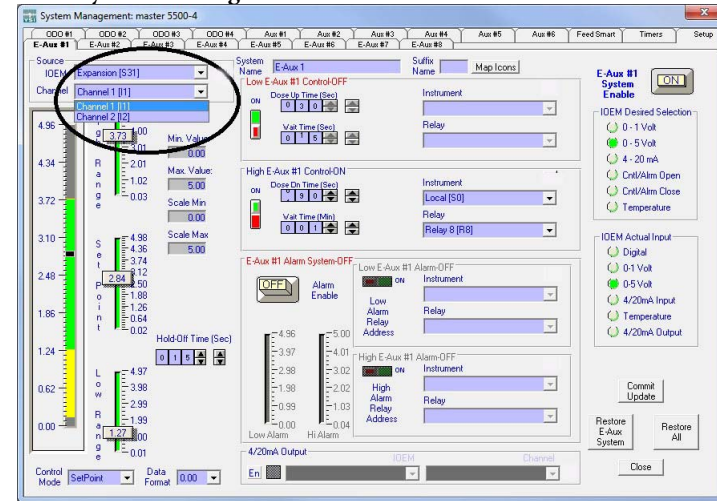 System Management: master 5500-4
ODO #1 ODO #2 ODO #3 ODO #4 Aux #1 Aux #2 Aux #3 Aux #4 Aux #5 Aux #6 Feed Smart Timers Setup
E-Aux #1 E-Aux #2 E-Aux #3 E-Aux #4 E-Aux #5 E-Aux #6 E-Aux #7 E-Aux #8
Source
IOEM Expansion [S31]
Channel Channel 1 [I1]
Channel 1 [I1]
Channel 2 [I2]
System Name E-Aux 1 Suffix Name Map Icons
E-Aux #1 System Enable ON
4.96
4.34
3.72
3.10
2.48
1.86
1.24
0.62
0.00
3.73
3.01
2.01
1.02
0.03
Range
Min. Value
0.00
Max. Value:
5.00
Scale Min
0.00
Scale Max
5.00
Set Point
4.98
4.36
3.74
3.12
2.84
1.88
1.26
0.64
0.02
Hold-Off Time (Sec)
0 1 5
Low Range
4.97
3.98
2.99
1.99
1.27
0.01
Control Mode SetPoint Data Format 0.00
Low E-Aux #1 Control-OFF
ON Dose Up Time (Sec)
0 3 0
Wait Time (Sec)
0 1 5
Instrument
Relay
High E-Aux #1 Control-ON
ON Dose Dn Time (Sec)
9 0
Wait Time (Min)
0 0 1
Instrument
Local [S0]
Relay
Relay 8 [R8]
E-Aux #1 Alarm System-OFF
OFF Alarm Enable
4.96
3.97
2.98
1.98
0.99
0.00
Low Alarm
5.00
4.01
3.02
2.02
1.03
0.04
Hi Alarm
Low E-Aux #1 Alarm-OFF
ON Instrument
Low Alarm Relay Address
Relay
High E-Aux #1 Alarm-OFF
ON Instrument
High Alarm Relay Address
Relay
4/20mA Output
En IOEM Channel
IOEM Desired Selection
0 - 1 Volt
0 - 5 Volt
4 - 20 mA
Cntl/Alrm Open
Cntl/Alrm Close
Temperature
IOEM Actual Input
Digital
0-1 Volt
0-5 Volt
4/20mA Input
Temperature
4/20mA Output
Commit Update
Restore E-Aux System
Restore All
Close